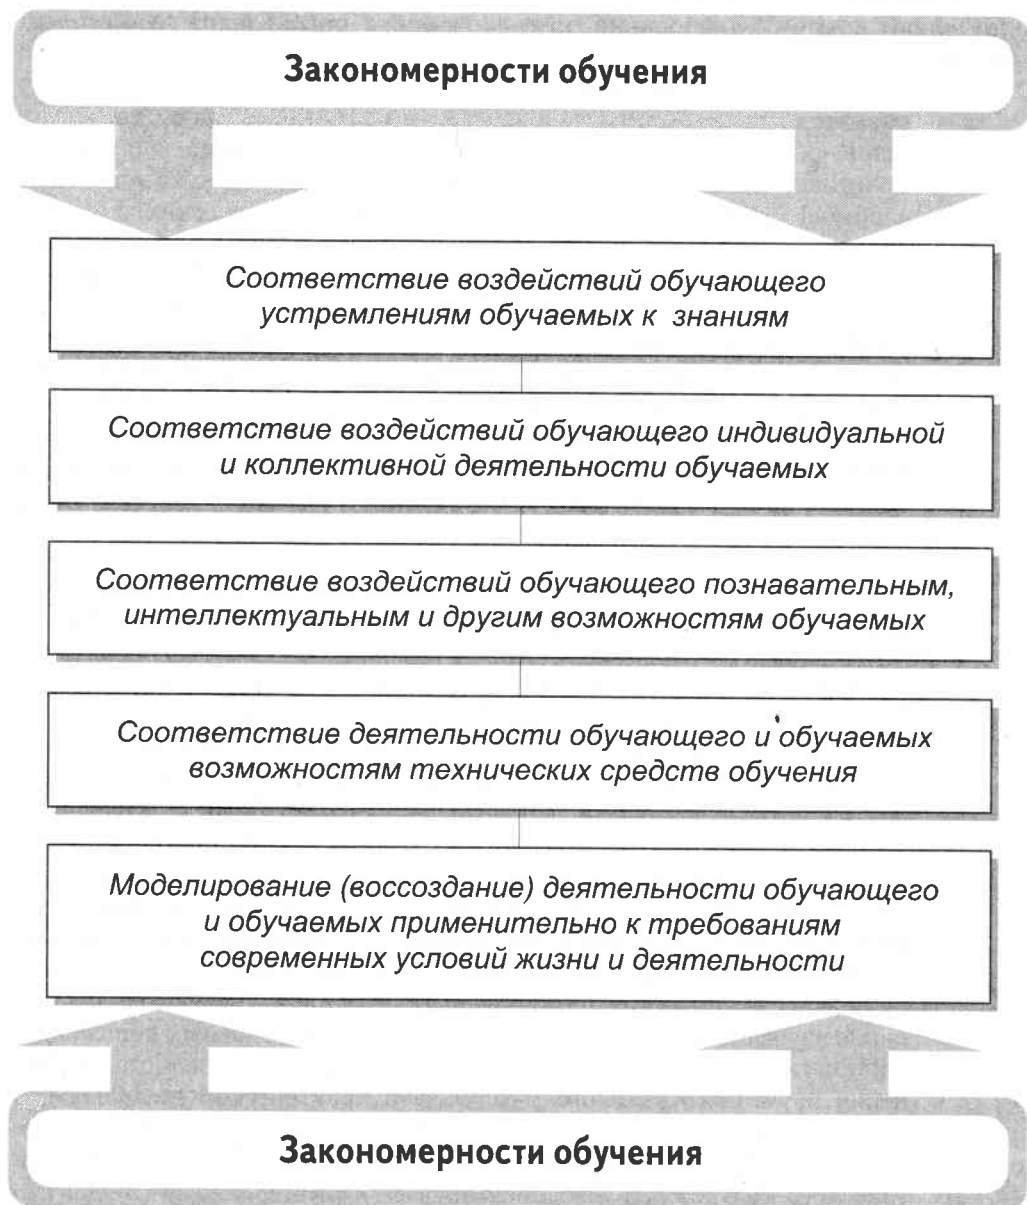 Закономерности обучения
Соответствие воздействий обучающего
устремлениям обучаемых к знаниям
Соответствие воздействий обучающего индивидуальной
и коллективной деятельности обучаемых
Соответствие воздействий обучающего познавательным,
интеллектуальным и другим возможностям обучаемых
Соответствие деятельности обучающего и обучаемых
возможностям технических средств обучения
Моделирование (воссоздание) деятельности обучающего
и обучаемых применительно к требованиям
современных условий жизни и деятельности
Закономерности обучения